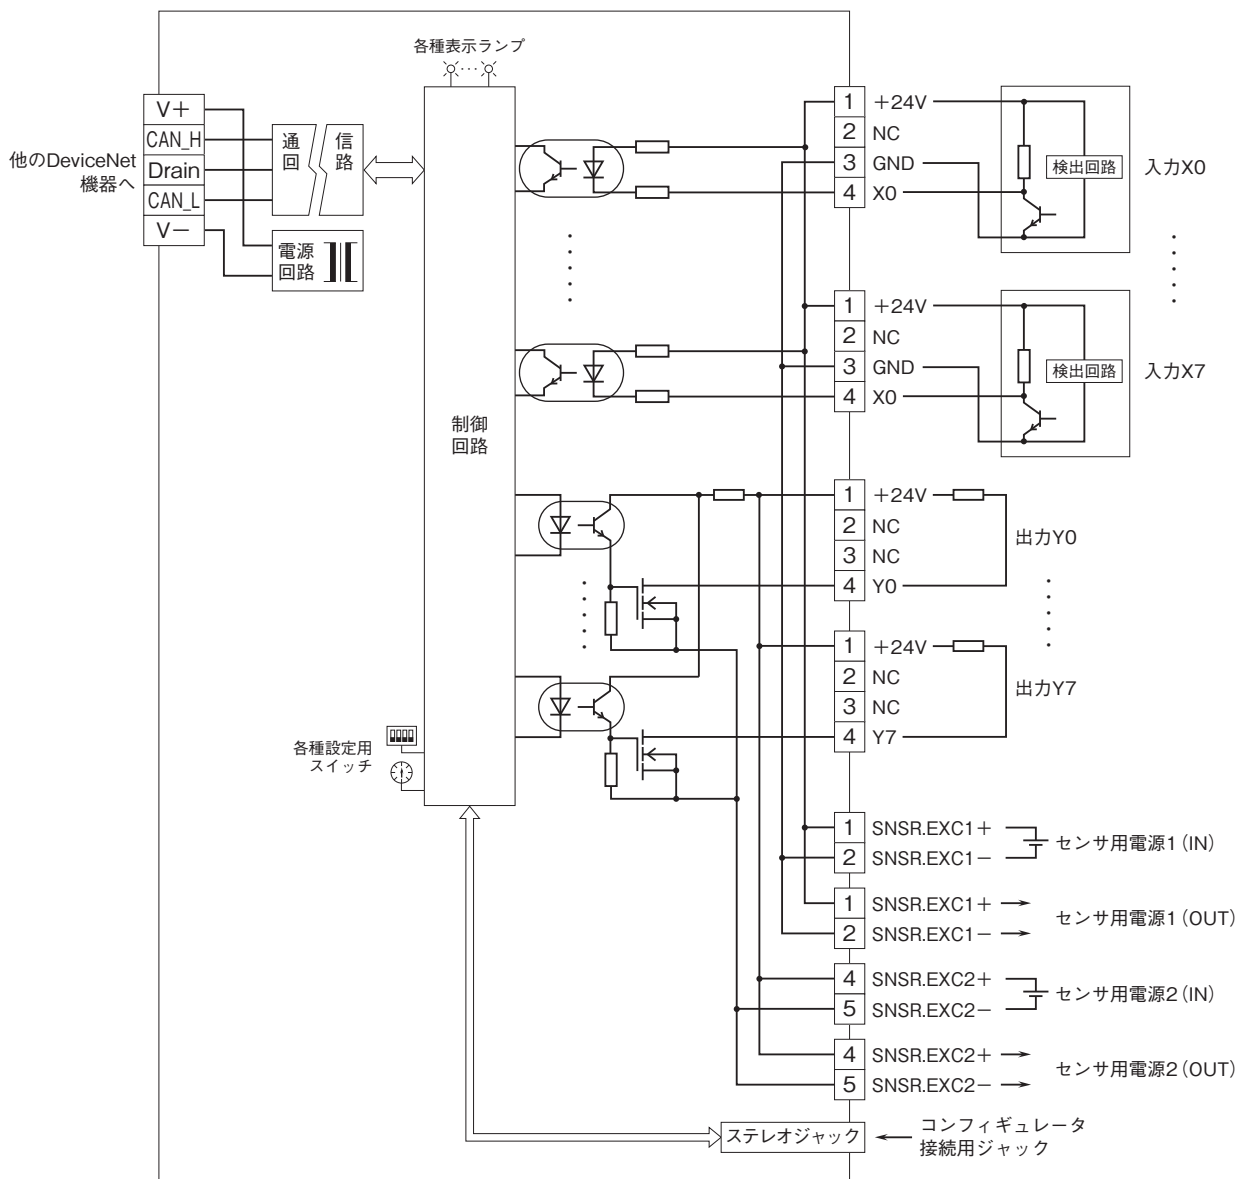 各種表示ランプ
V＋
CAN_H
Drain
CAN_L
V−
他のDeviceNet
機器へ
通 信
回 路
電源
回路
制御
回路
各種設定用
スイッチ
1 +24V
2 NC
3 GND
4 X0
検出回路
入力X0
1 +24V
2 NC
3 GND
4 X0
検出回路
入力X7
1 +24V
2 NC
3 NC
4 Y0
出力Y0
1 +24V
2 NC
3 NC
4 Y7
出力Y7
1 SNSR.EXC1+
2 SNSR.EXC1−
センサ用電源1(IN)
1 SNSR.EXC1+
2 SNSR.EXC1−
センサ用電源1(OUT)
4 SNSR.EXC2+
5 SNSR.EXC2−
センサ用電源2(IN)
4 SNSR.EXC2+
5 SNSR.EXC2−
センサ用電源2(OUT)
ステレオジャック
コンフィギュレータ
接続用ジャック